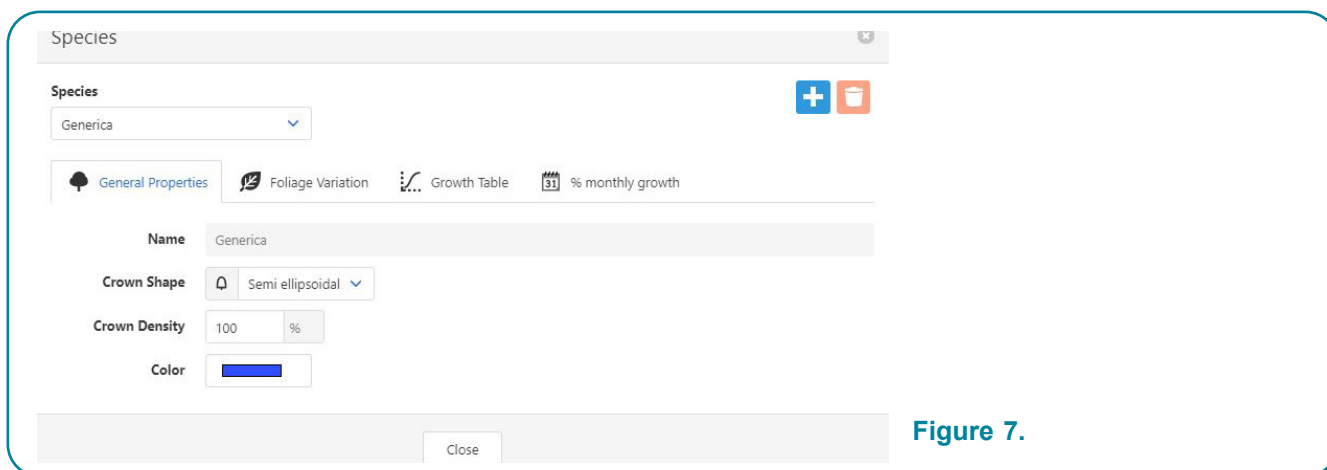 Species
Species
Generica
General Properties Foliage Variation Growth Table 31 % monthly growth
Name Generica
Crown Shape Semi ellipsoidal
Crown Density 100 %
Color
Close
Figure 7.